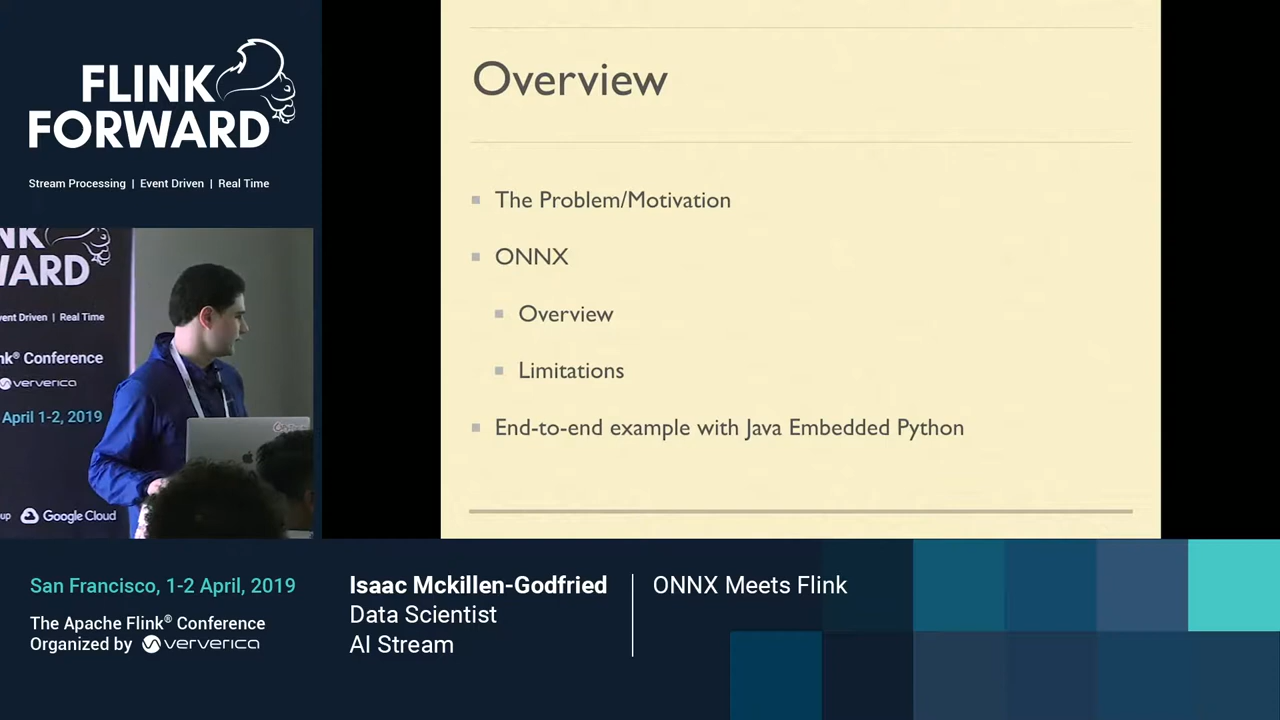 FLINK
FORWARD
Stream Processing | Event Driven | Real Time
Overview
The Problem/Motivation
ONNX
Overview
Limitations
End-to-end example with Java Embedded Python
NK
WARD
vent Driven | Real Time
nk® Conference
ververica
April 1-2, 2019
up Google Cloud
San Francisco, 1-2 April, 2019
The Apache Flink® Conference
Organized by ververica
Isaac Mckillen-Godfried
Data Scientist
AI Stream
ONNX Meets Flink